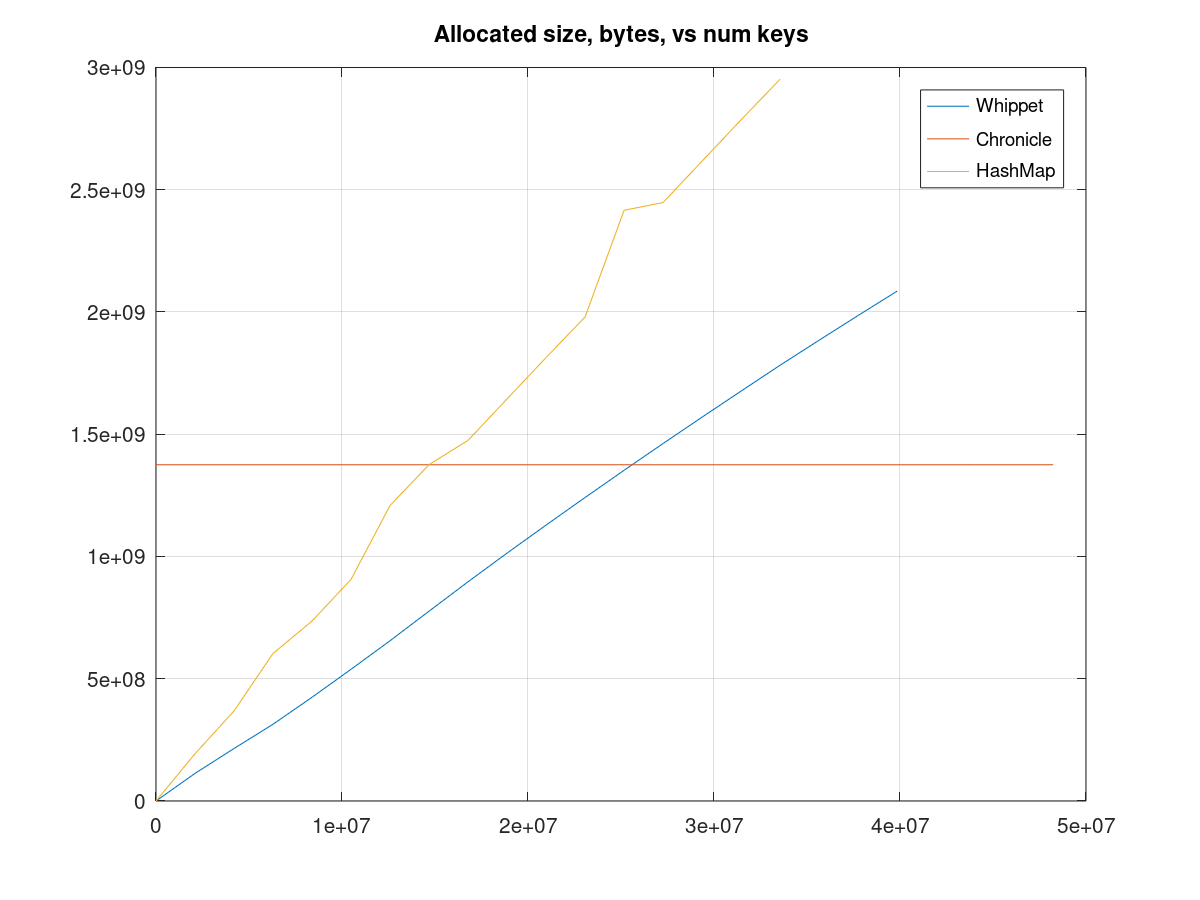 Allocated size, bytes, vs num keys
3e+09
2.5e+09
2e+09
1.5e+09
1e+09
5e+08
0
0 1e+07 2e+07 3e+07 4e+07 5e+07
Whippet
Chronicle
HashMap